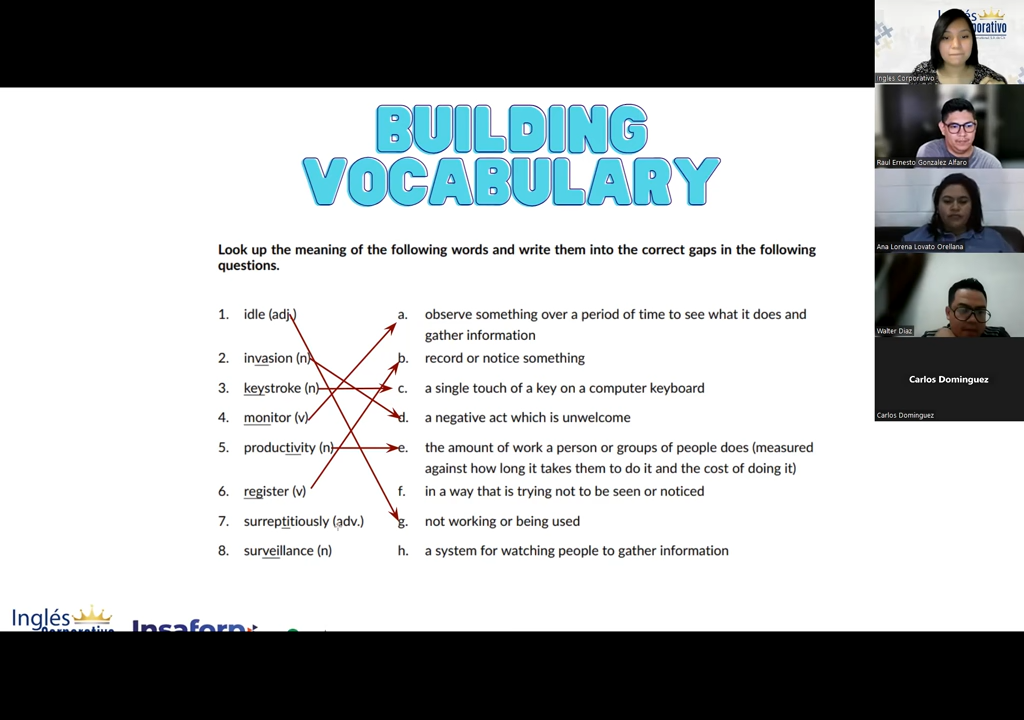 BUILDING
VOCABULARY
Look up the meaning of the following words and write them into the correct gaps in the following
questions.
1. idle (adj.)
2. invasion (n)
3. keystroke (n)
4. monitor (v)
5. productivity (n)
6. register (v)
7. surreptitiously (adv.)
8. surveillance (n)
a. observe something over a period of time to see what it does and
gather information
b. record or notice something
c. a single touch of a key on a computer keyboard
d. a negative act which is unwelcome
e. the amount of work a person or groups of people does (measured
against how long it takes them to do it and the cost of doing it)
f. in a way that is trying not to be seen or noticed
g. not working or being used
h. a system for watching people to gather information
Inglés
Corporativo
Insaforp
Inglés Corporativo
Raul Ernesto Gonzalez Alfaro
Ana Lorena Lovato Orellana
Walter Diaz
Carlos Dominguez
Carlos Dominguez